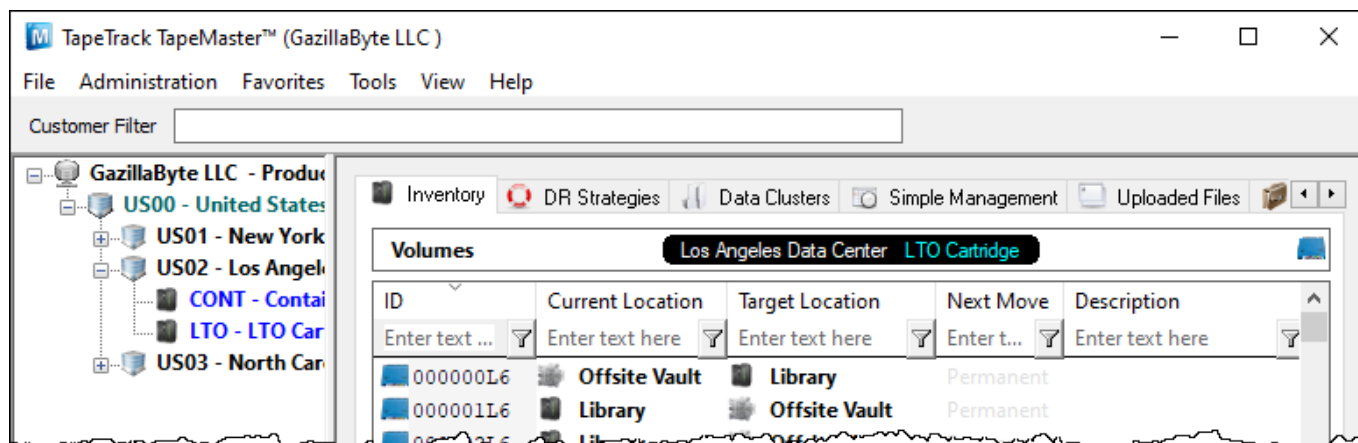 TapeTrack TapeMaster™ (GazillaByte LLC )
File Administration Favorites Tools View Help
Customer Filter
GazillaByte LLC - Produ
US00 - United States
US01 - New York
US02 - Los Angel
CONT - Contai
LTO - LTO Car
US03 - North Car
Inventory DR Strategies Data Clusters Simple Management Uploaded Files
Volumes Los Angeles Data Center LTO Cartridge
ID Current Location Target Location Next Move Description
Enter text ... Enter text here Enter text here Enter t... Enter text here
000000L6 Offsite Vault Library Permanent
000001L6 Library Offsite Vault Permanent